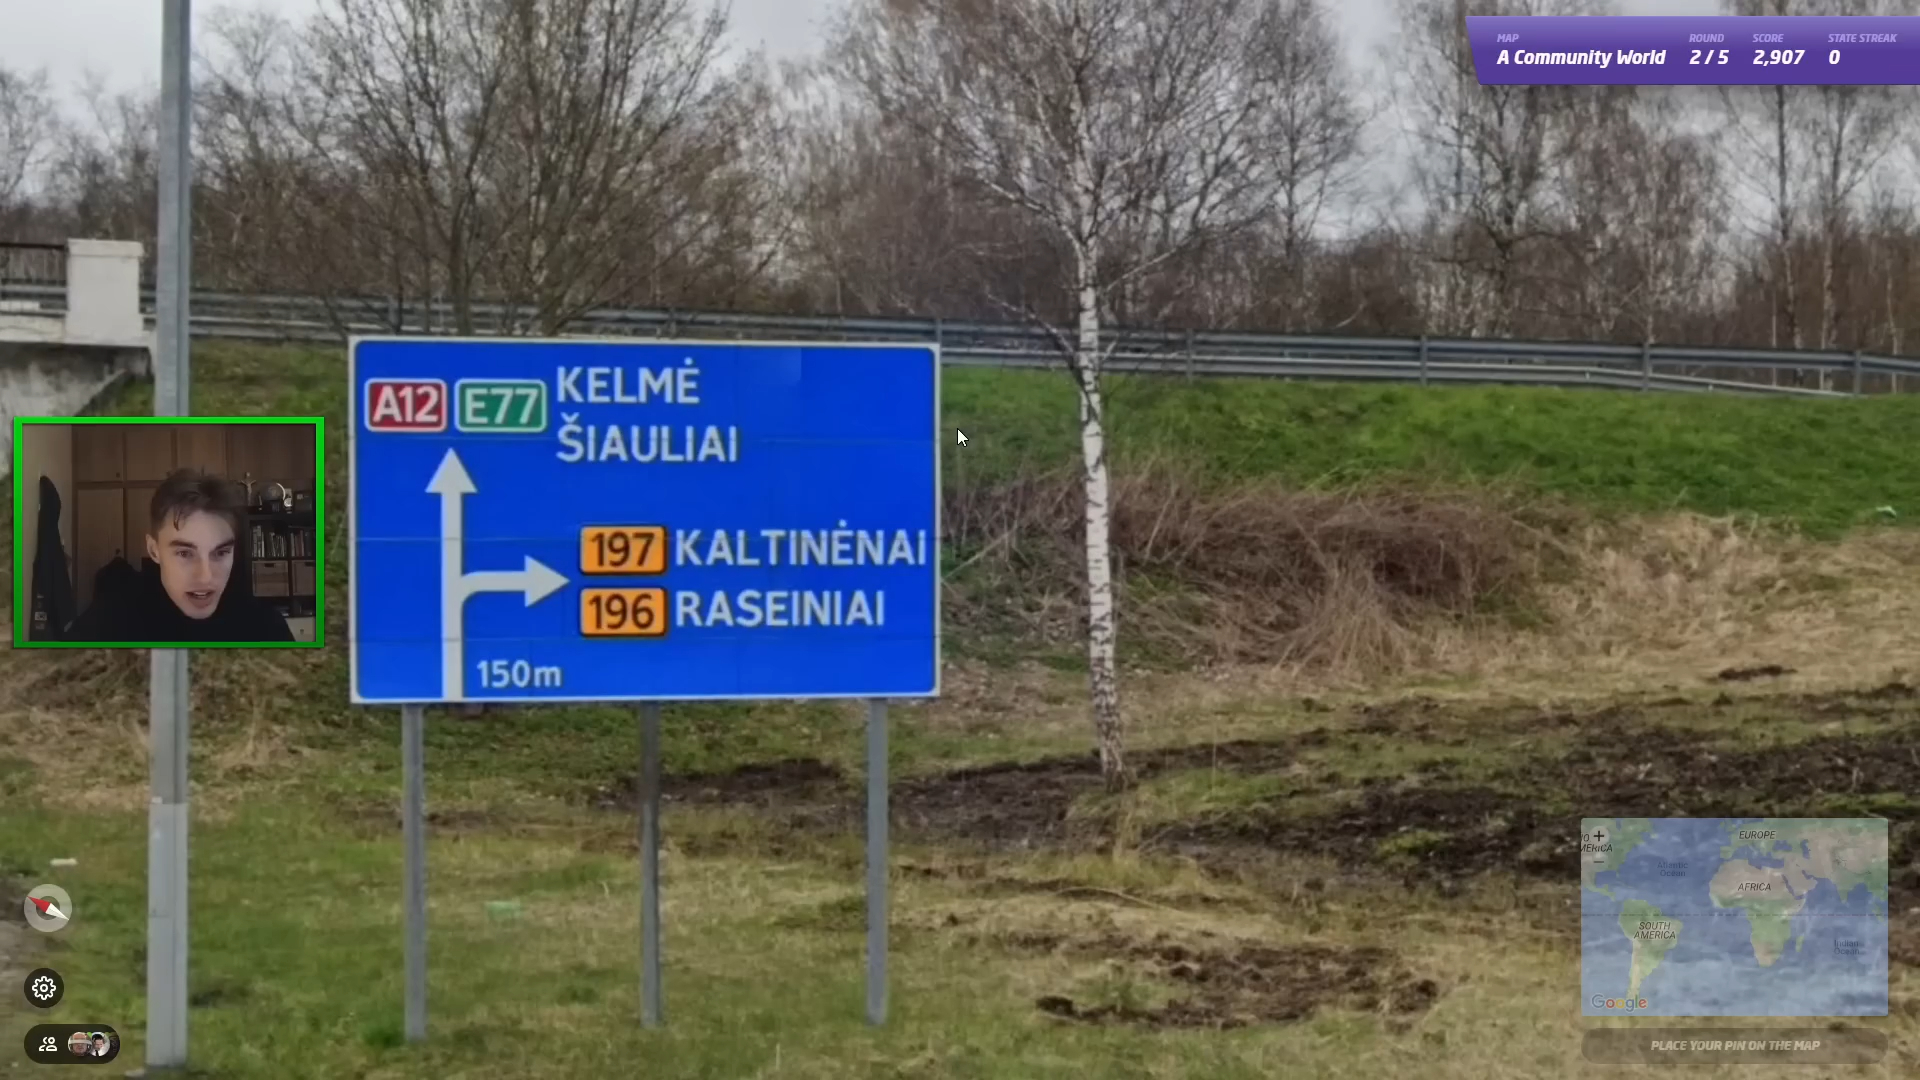 MAP
A Community World
ROUND
2 / 5
SCORE
2,907
STATE STREAK
0
A12 E77 KELMĖ
ŠIAULIAI
197 KALTINĖNAI
196 RASEINIAI
150m
EUROPE
AFRICA
SOUTH
AMERICA
Google
PLACE YOUR PIN ON THE MAP